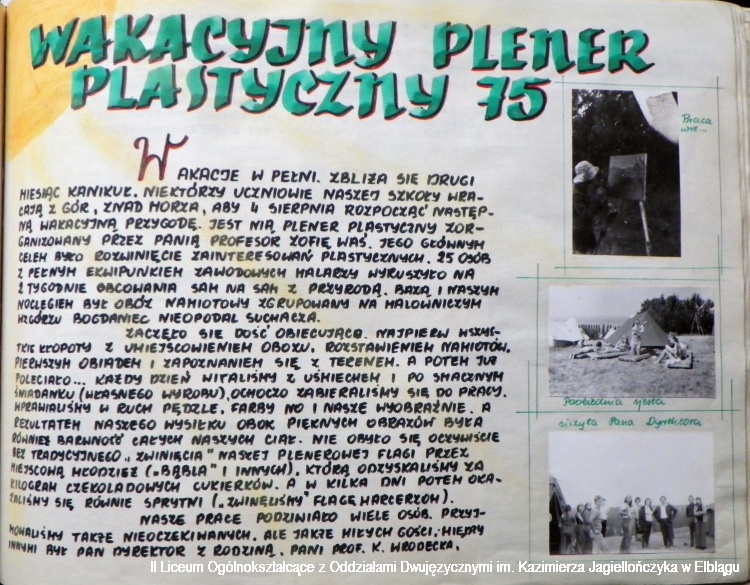 WAKACYJNY PLENER
PLASTYCZNY 75
WAKACJE W PEŁNI. ZBLIŻA SIĘ DRUGI
MIESIĄC KANIKUŁ. NIEKTÓRZY UCZNIOWIE NASZEJ SZKOŁY WRA-
CAJĄ Z GÓR, ZNAD MORZA, ABY 4 SIERPNIA ROZPOCZĄĆ NASTĘP-
NĄ WAKACYJNĄ PRZYGODĘ. JEST NIĄ PLENER PLASTYCZNY ZOR-
GANIZOWANY PRZEZ PANIĄ PROFESOR ZOFIĘ WAŚ. JEGO GŁÓWNYM
CELEM BYŁO ROZWINIĘCIE ZAINTERESOWAŃ PLASTYCZNYCH. 25 OSÓB
Z PEŁNYM EKWIPUNKIEM ZAWODOWYCH MALARZY WYRUSZYŁO NA
2 TYGODNIE OBCOWANIA SAM NA SAM Z PRZYRODĄ. BAZĄ I NASZYM
NOCLEGIEM BYŁ OBÓZ NAMIOTOWY ZGRUPOWANY NA MALOWNICZYM
WZGÓRZU BOGDANIEC NIEOPODAL SUCHACZA.
ZACZĘŁO SIĘ DOŚĆ OBIECUJĄCO. NAJPIERW WSZYS-
TKIE KŁOPOTY Z UMIEJSCOWIENIEM OBOZU, ROZSTAWIENIEM NAMIOTÓW,
PIERWSZYM OBIADEM I ZAPOZNANIEM SIĘ Z TERENEM. A POTEM JUŻ
POLECIAŁO... KAŻDY DZIEŃ WITALIŚMY Z UŚMIECHEM I PO SMACZNYM
ŚNIADANKU (WŁASNEGO WYROBU), OCHOCZO ZABIERALIŚMY SIĘ DO PRACY.
WPRAWIALIŚMY W RUCH PĘDZLE, FARBY NO I NASZE WYOBRAŹNIE. A
REZULTATEM NASZEGO WYSIŁKU OBOK PIĘKNYCH OBRAZÓW BYŁA
RÓWNIEŻ BARWNOŚĆ CAŁYCH NASZYCH CIAŁ. NIE OBYŁO SIĘ OCZYWIŚCIE
BEZ TRADYCYJNEGO „ZWINIĘCIA" NASZEJ PLENEROWEJ FLAGI PRZEZ
MIEJSCOWĄ MŁODZIEŻ („BĄBLA" I INNYCH), KTÓRĄ ODZYSKALIŚMY ZA
KILOGRAM CZEKOLADOWYCH CUKIERKÓW. A W KILKA DNI POTEM OKA-
ZALIŚMY SIĘ RÓWNIE SPRYTNI („ZWINĘLIŚMY" FLAGĘ HARCERZOM).
NASZE PRACE PODZIWIAŁO WIELE OSÓB. PRZYJ-
MOWALIŚMY TAKŻE NIEOCZEKIWANYCH, ALE JAKŻE MIŁYCH GOŚCI. MIĘDZY
INNYMI BYŁ PAN DYREKTOR Z RODZINĄ, PANI PROF. K. WRODECKA,
Praca
wre -
Poobiednia sjesta
wizyta Pana Dyrektora
II Liceum Ogólnokształcące z Oddziałami Dwujęzycznymi im. Kazimierza Jagiellończyka w Elblągu